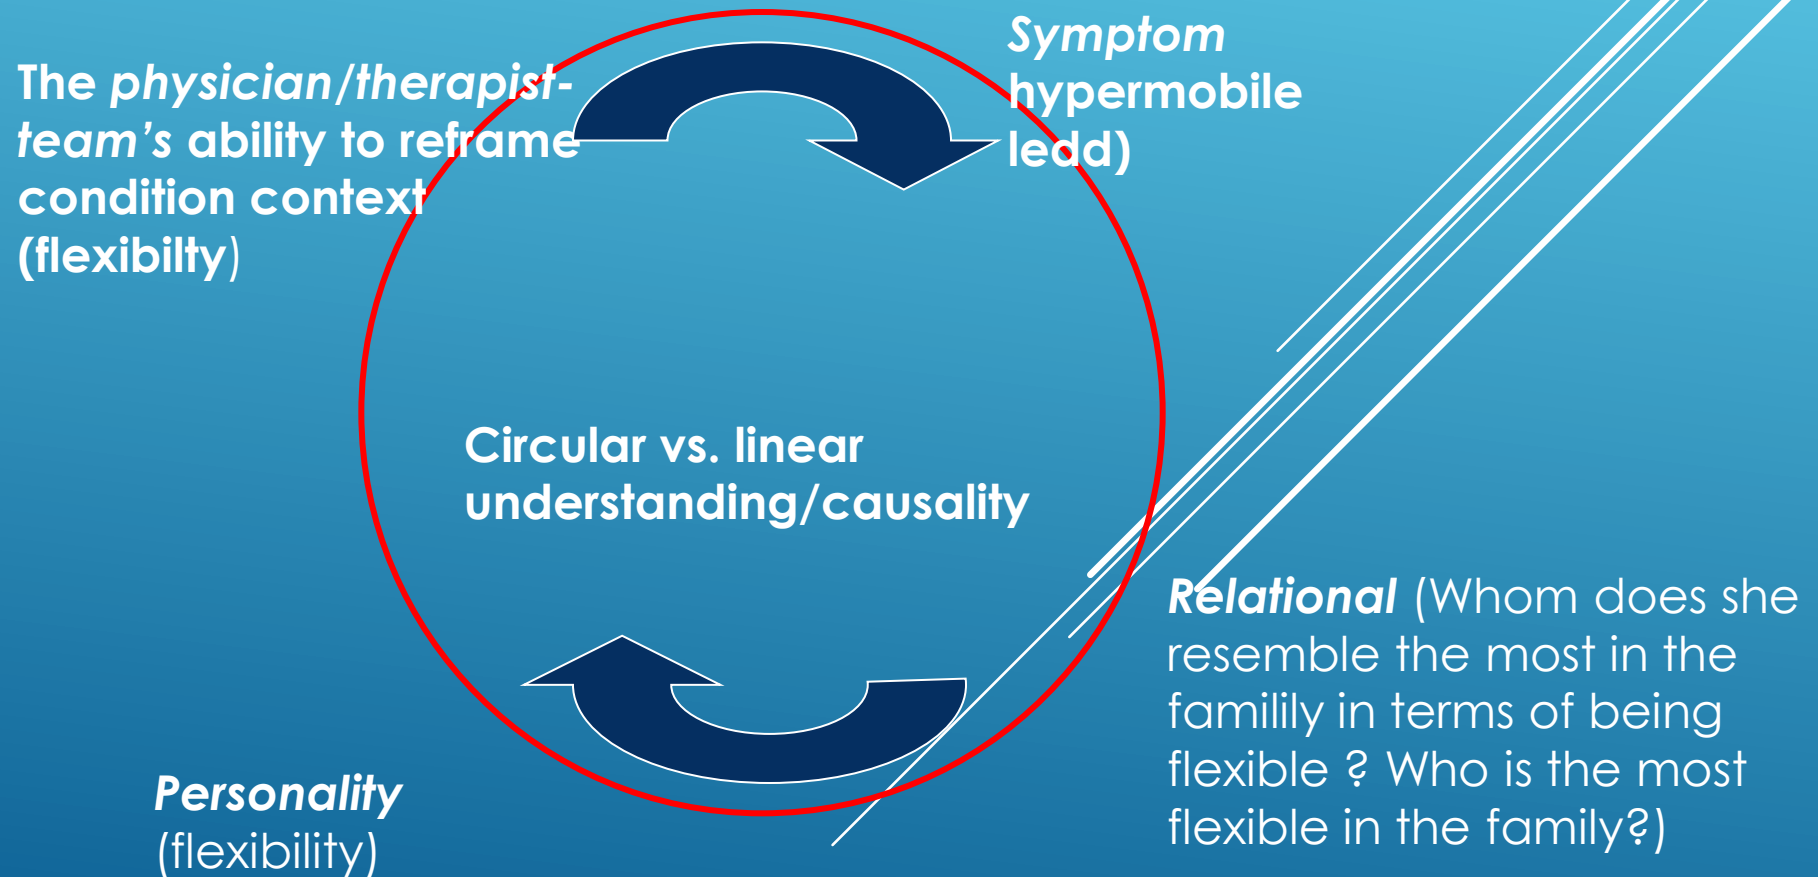 The physician/therapist-
team's ability to reframe
condition context
(flexibilty)
Symptom
hypermobile
ledd)
Circular vs. linear
understanding/causality
Relational (Whom does she
resemble the most in the
famililly in terms of being
flexible ? Who is the most
flexible in the family?)
Personality
(flexibility)